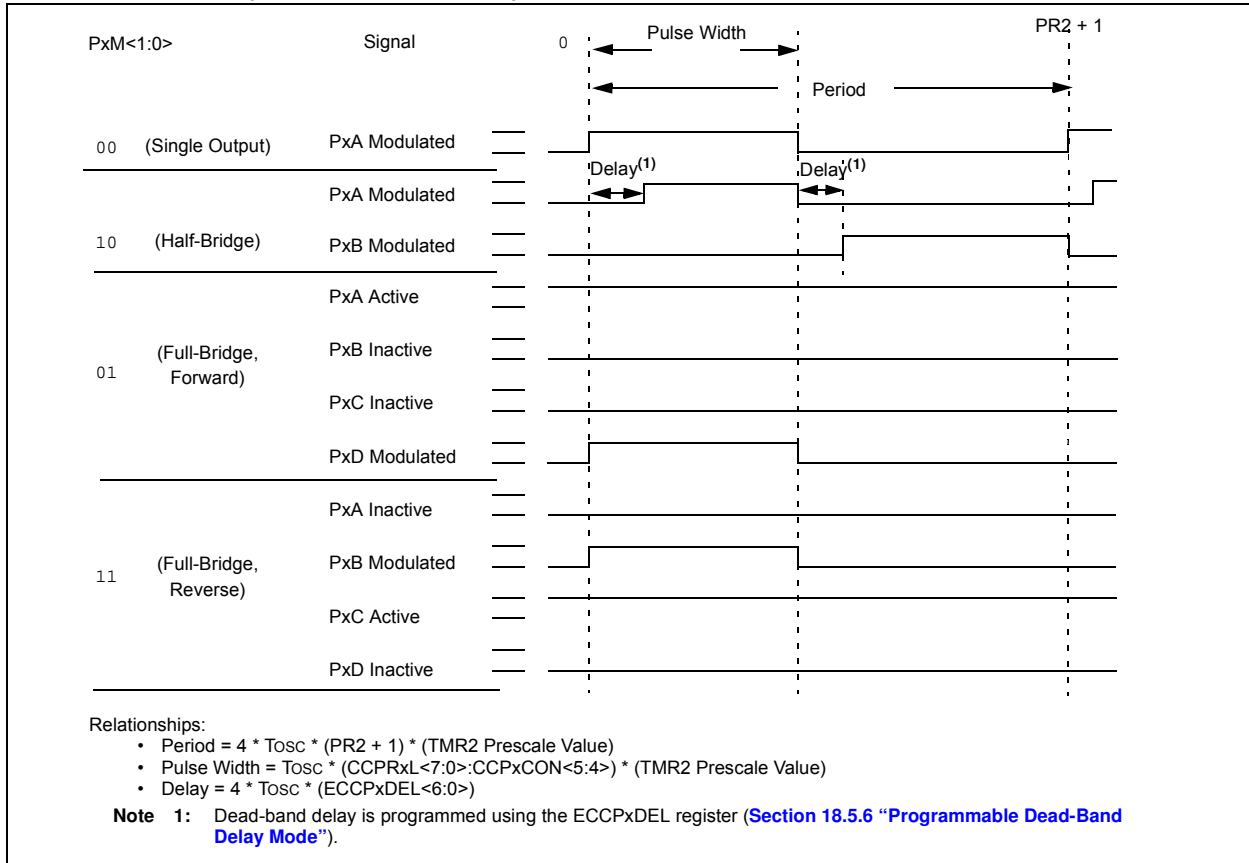 PxM<1:0> Signal 0 Pulse Width PR2 + 1
Period
00 (Single Output) PxA Modulated
Delay(1) Delay(1)
PxA Modulated
10 (Half-Bridge) PxB Modulated
PxA Active
(Full-Bridge, Forward) PxB Inactive
01
PxC Inactive
PxD Modulated
PxA Inactive
11 (Full-Bridge, Reverse) PxB Modulated
PxC Active
PxD Inactive
Relationships:
• Period = 4 * TOSC * (PR2 + 1) * (TMR2 Prescale Value)
• Pulse Width = TOSC * (CCPRxL<7:0>:CCPxCON<5:4>) * (TMR2 Prescale Value)
• Delay = 4 * TOSC * (ECCPxDEL<6:0>)
Note 1: Dead-band delay is programmed using the ECCPxDEL register (Section 18.5.6 “Programmable Dead-Band
Delay Mode”).